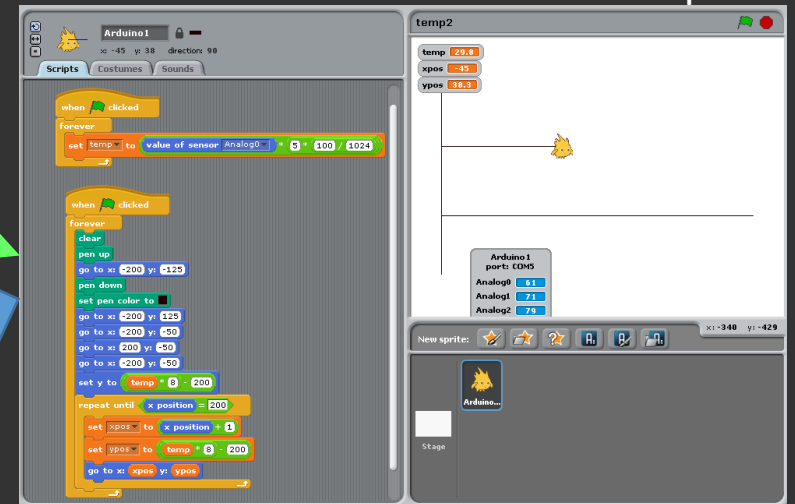 Arduino1
x: -45 y: 38 direction: 90
Scripts Costumes Sounds
when clicked
forever
set temp to value of sensor Analog0 * 5 * 100 / 1024
when clicked
forever
clear
pen up
go to x: -200 y: -125
pen down
set pen color to
go to x: -200 y: 125
go to x: -200 y: -50
go to x: 200 y: -50
go to x: -200 y: -50
set y to temp * 8 - 200
repeat until x position = 200
set xpos to x position + 1
set ypos to temp * 8 - 200
go to x: xpos y: ypos
temp2
temp 29.8
xpos -45
ypos 38.3
Arduino1
port: COM5
Analog0 61
Analog1 71
Analog2 79
x: -340 y: -429
New sprite:
Arduino...
Stage